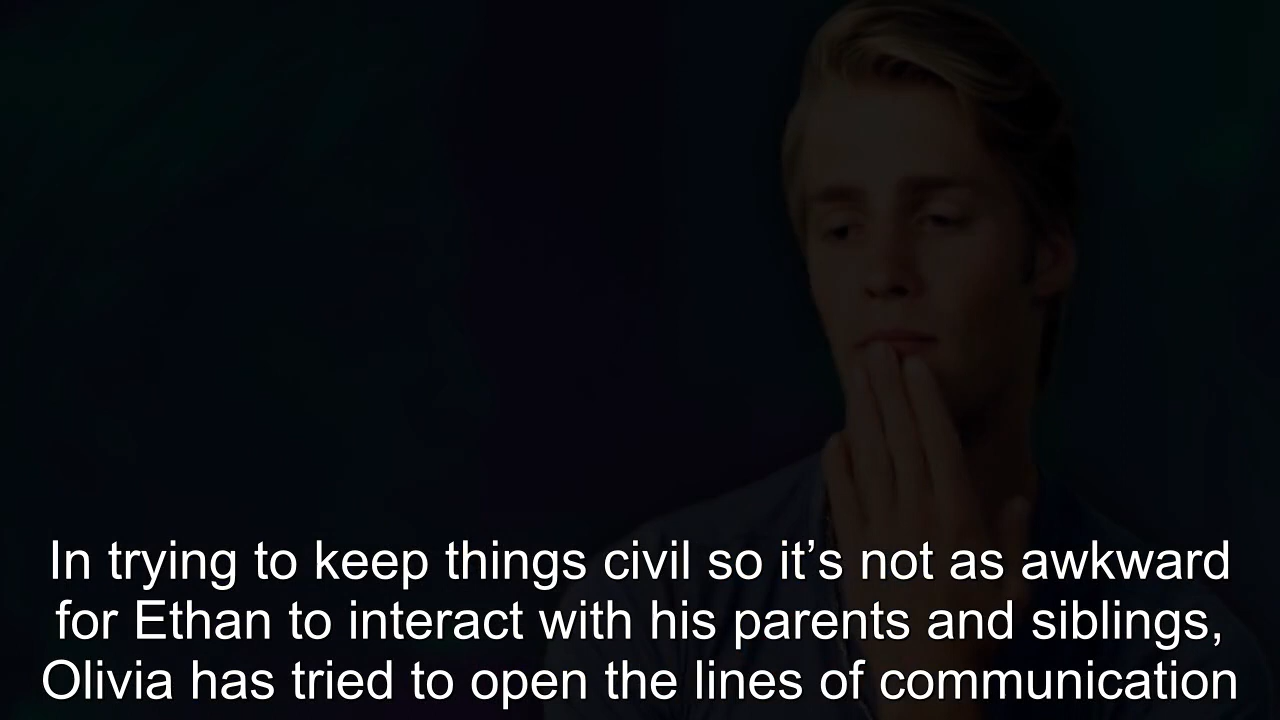 In trying to keep things civil so it’s not as awkward
for Ethan to interact with his parents and siblings,
Olivia has tried to open the lines of communication